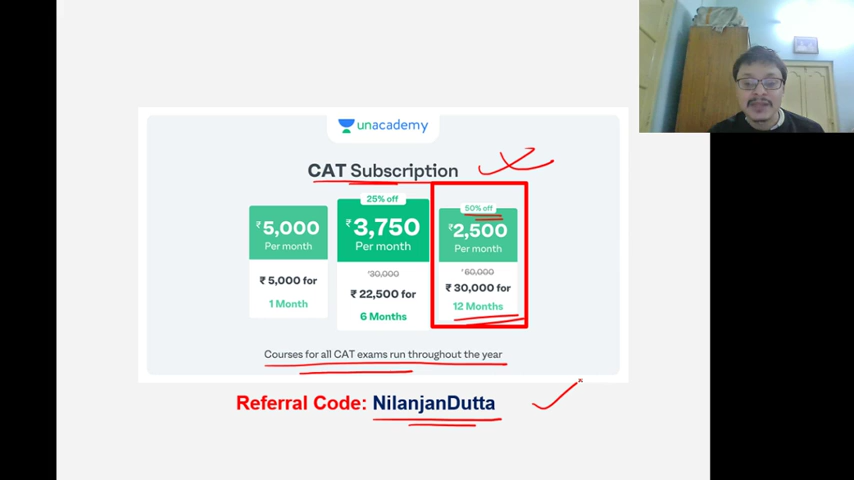 unacademy
CAT Subscription
25% off
50% off
₹5,000
Per month
₹ 5,000 for
1 Month
₹3,750
Per month
₹30,000
₹ 22,500 for
6 Months
₹2,500
Per month
₹60,000
₹ 30,000 for
12 Months
Courses for all CAT exams run throughout the year
Referral Code: NilanjanDutta